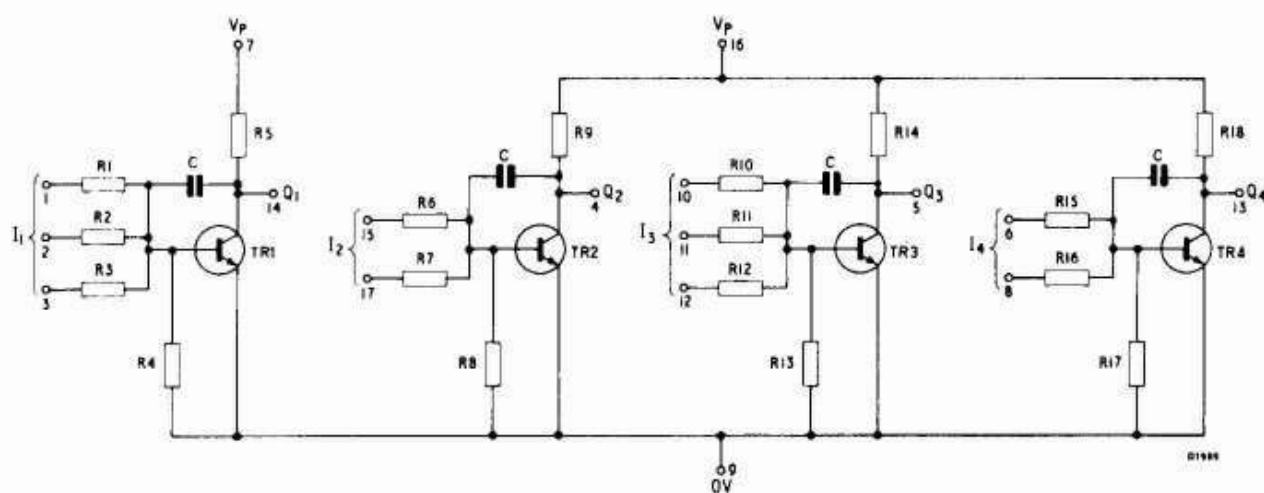 VP
7
VP
16
R5
R9
R14
R18
R1
C
Q1
14
1
R2
I1
2
R3
3
TR1
R4
C
Q2
4
R6
I2
15
R7
17
TR2
R8
R10
C
Q3
5
10
R11
I3
11
R12
12
TR3
R13
C
Q4
13
R15
I4
6
R16
8
TR4
R17
9
0V
D1989